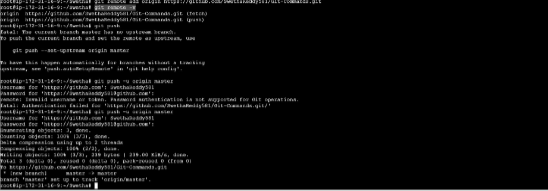 root@ip-172-31-16-9:~/Swetha# git remote add origin https://github.com/SwethaReddy501/Git-Commands.git
root@ip-172-31-16-9:~/Swetha# git remote -v
origin  https://github.com/SwethaReddy501/Git-Commands.git (fetch)
origin  https://github.com/SwethaReddy501/Git-Commands.git (push)
root@ip-172-31-16-9:~/Swetha# git push
fatal: The current branch master has no upstream branch.
To push the current branch and set the remote as upstream, use
git push --set-upstream origin master
To have this happen automatically for branches without a tracking
upstream, see 'push.autoSetupRemote' in 'git help config'.
root@ip-172-31-16-9:~/Swetha# git push -u origin master
Username for 'https://github.com': SwethaReddy501
Password for 'https://SwethaReddy501@github.com':
remote: Invalid username or token. Password authentication is not supported for Git operations.
fatal: Authentication failed for 'https://github.com/SwethaReddy501/Git-Commands.git/'
root@ip-172-31-16-9:~/Swetha# git push -u origin master
Username for 'https://github.com': SwethaReddy501
Password for 'https://SwethaReddy501@github.com':
Enumerating objects: 3, done.
Counting objects: 100% (3/3), done.
Delta compression using up to 2 threads
Compressing objects: 100% (2/2), done.
Writing objects: 100% (3/3), 239 bytes | 239.00 KiB/s, done.
Total 3 (delta 0), reused 0 (delta 0), pack-reused 0 (from 0)
To https://github.com/SwethaReddy501/Git-Commands.git
* [new branch]      master -> master
branch 'master' set up to track 'origin/master'.
root@ip-172-31-16-9:~/Swetha#